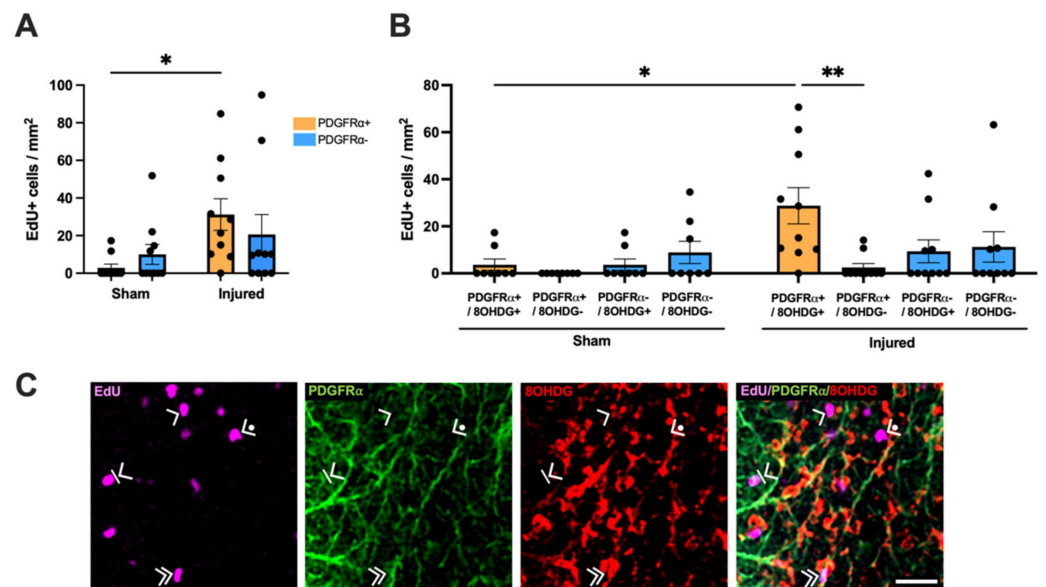 A
*
100
80
60
40
20
0
EdU+ cells / mm²
Sham
Injured
PDGFRα+
PDGFRα-
B
*
**
80
60
40
20
0
EdU+ cells / mm²
PDGFRα+ / 8OHDG+
PDGFRα+ / 8OHDG-
PDGFRα- / 8OHDG+
PDGFRα- / 8OHDG-
PDGFRα+ / 8OHDG+
PDGFRα+ / 8OHDG-
PDGFRα- / 8OHDG+
PDGFRα- / 8OHDG-
Sham
Injured
C
EdU
PDGFRα
8OHDG
EdU/PDGFRα/8OHDG